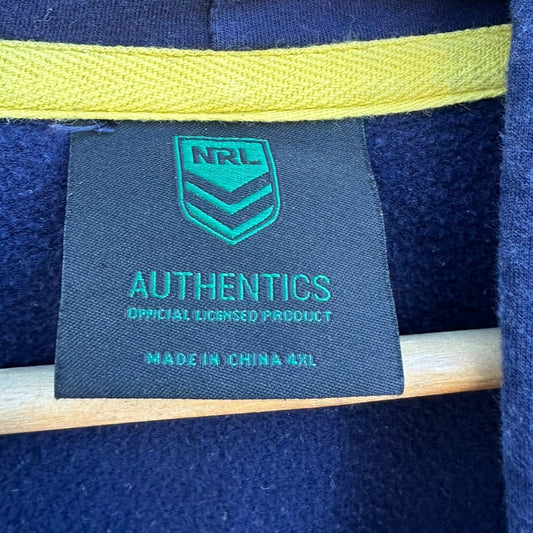 NRL
AUTHENTICS
OFFICIAL LICENSED PRODUCT
MADE IN CHINA 4XL